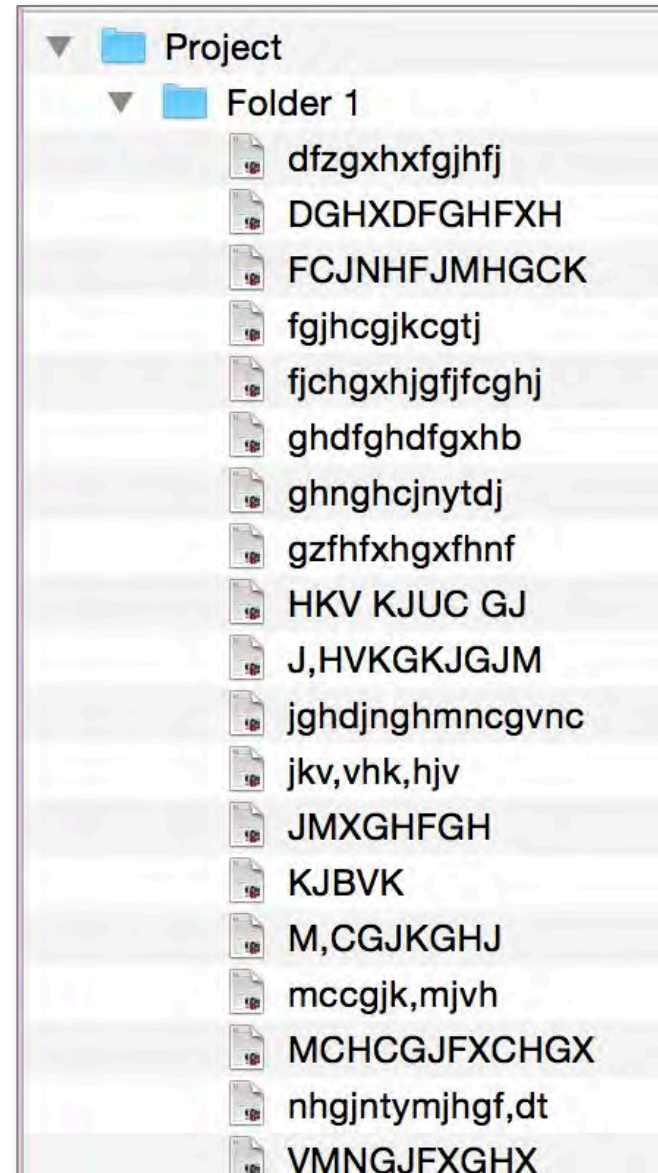 Project
Folder 1
dfzgxhxfgjhfj
DGHXDFGHFXH
FCJNHFJMHGCK
fgjhcgjkcgtj
fjchgxhjgfjfcghj
ghdfghdfgxhb
ghnghcjnytdj
gzfhfxhgxfhnf
HKV KJUC GJ
J,HVKGKJGJM
jghdjnghmncgvnc
jkv,vhk,hjv
JMXGHFGH
KJBVK
M,CGJKGHJ
mccgjk,mjvh
MCHCGJFXCHGX
nhgjntymjhgf,dt
VMNGJFXGHX